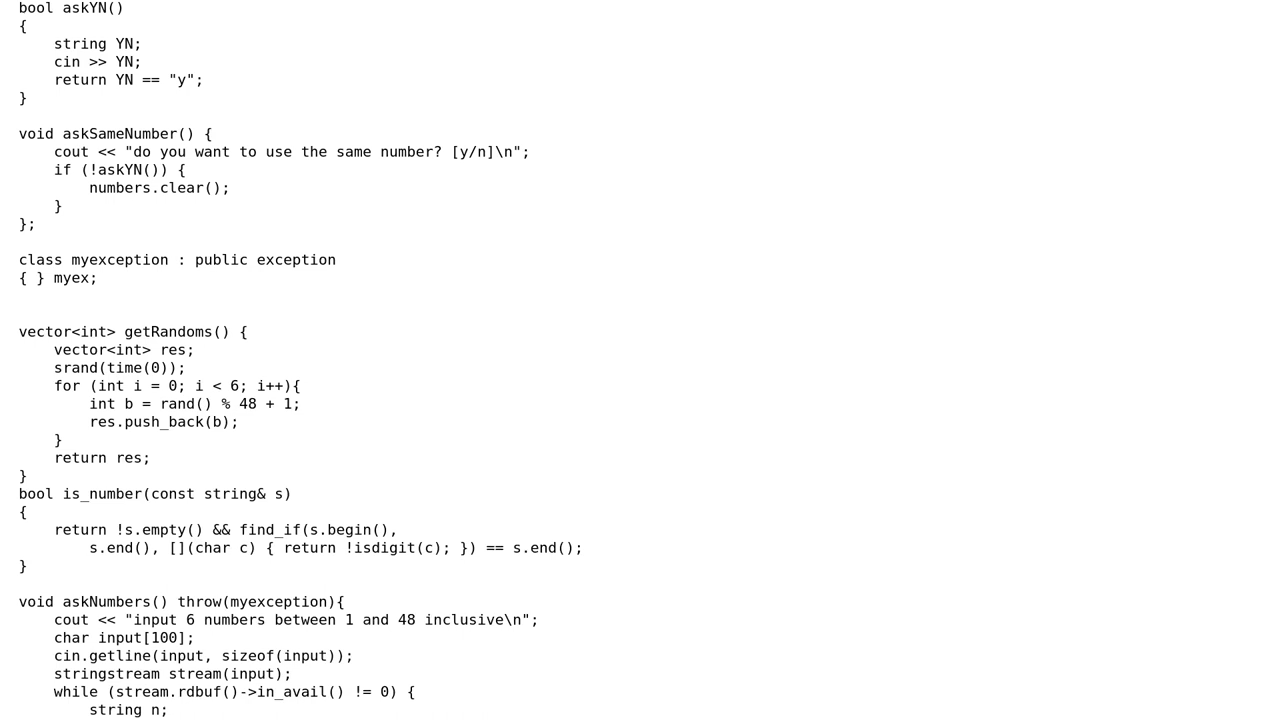 bool askYN()
{
    string YN;
    cin >> YN;
    return YN == "y";
}

void askSameNumber() {
    cout << "do you want to use the same number? [y/n]\n";
    if (!askYN()) {
        numbers.clear();
    }
};

class myexception : public exception
{ } myex;


vector<int> getRandoms() {
    vector<int> res;
    srand(time(0));
    for (int i = 0; i < 6; i++){
        int b = rand() % 48 + 1;
        res.push_back(b);
    }
    return res;
}
bool is_number(const string& s)
{
    return !s.empty() && find_if(s.begin(),
        s.end(), [](char c) { return !isdigit(c); }) == s.end();
}

void askNumbers() throw(myexception){
    cout << "input 6 numbers between 1 and 48 inclusive\n";
    char input[100];
    cin.getline(input, sizeof(input));
    stringstream stream(input);
    while (stream.rdbuf()->in_avail() != 0) {
        string n;